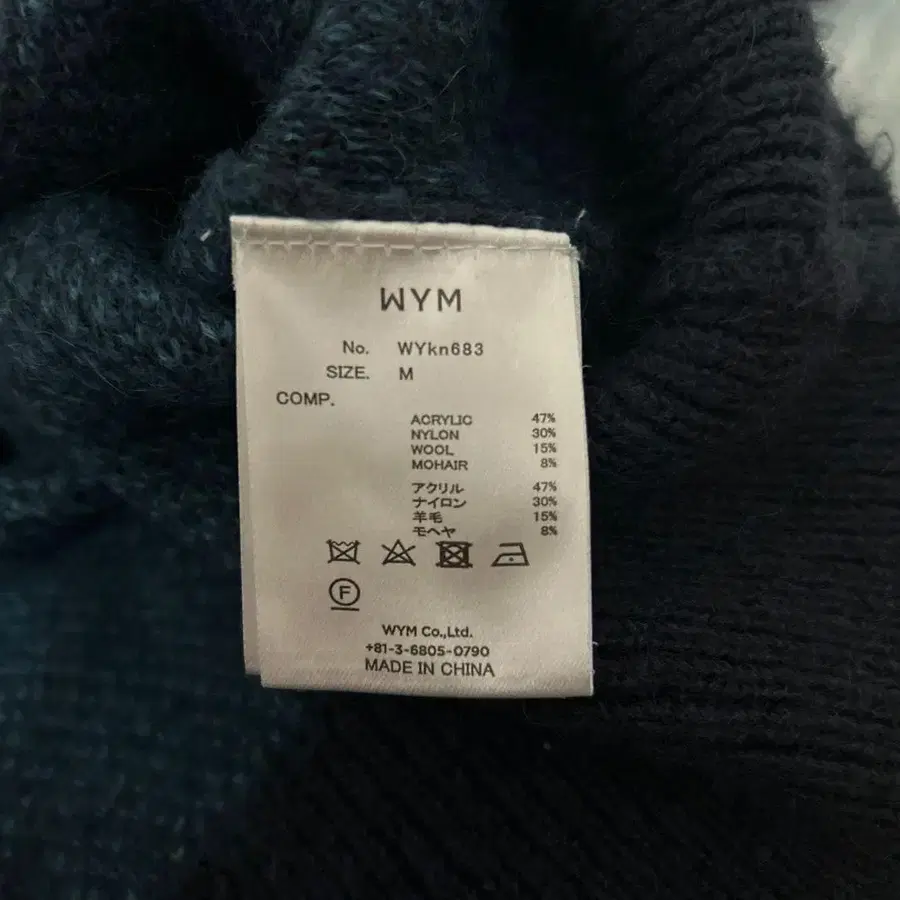 WYM
No. WYkn683
SIZE. M
COMP.
ACRYLIC 47%
NYLON 30%
WOOL 15%
MOHAIR 8%
アクリル 47%
ナイロン 30%
羊毛 15%
モヘヤ 8%
F
WYM Co.,Ltd.
+81-3-6805-0790
MADE IN CHINA